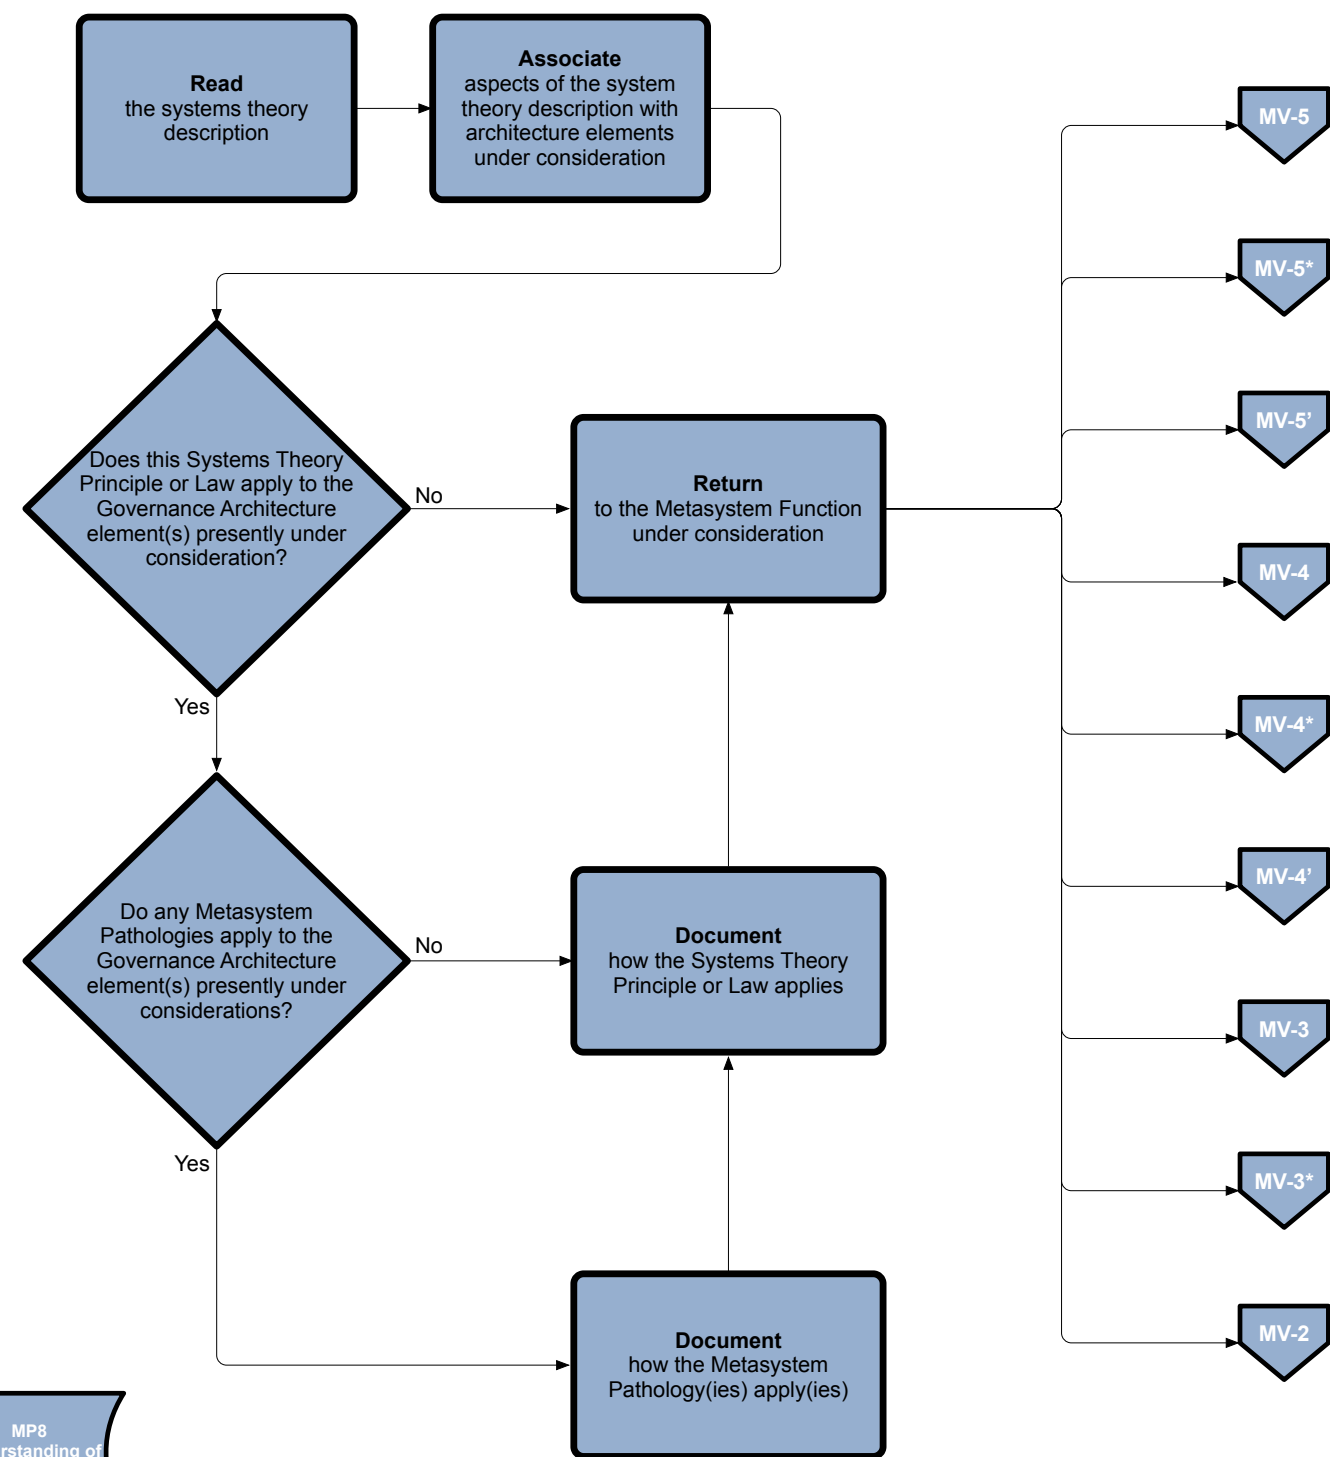 Read
the systems theory
description
Associate
aspects of the system
theory description with
architecture elements
under consideration
MV-5
MV-5*
MV-5’
Does this Systems Theory
Principle or Law apply to the
Governance Architecture
element(s) presently under
consideration?
No
Return
to the Metasystem Function
under consideration
MV-4
Yes
MV-4*
MV-4’
Do any Metasystem
Pathologies apply to the
Governance Architecture
element(s) presently under
considerations?
No
Document
how the Systems Theory
Principle or Law applies
MV-3
Yes
MV-3*
MV-2
Document
how the Metasystem
Pathology(ies) apply(ies)
MP8
rstanding of